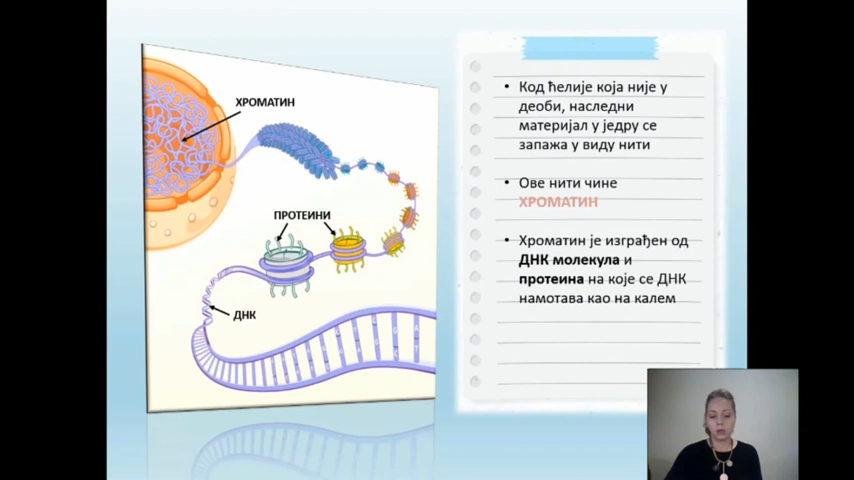 ХРОМАТИН
ПРОТЕИНИ
ДНК
• Код ћелије која није у
деоби, наследни
материјал у једру се
запажа у виду нити
• Ове нити чине
ХРОМАТИН
• Хроматин је изграђен од
ДНК молекула и
протеина на које се ДНК
намотава као на калем